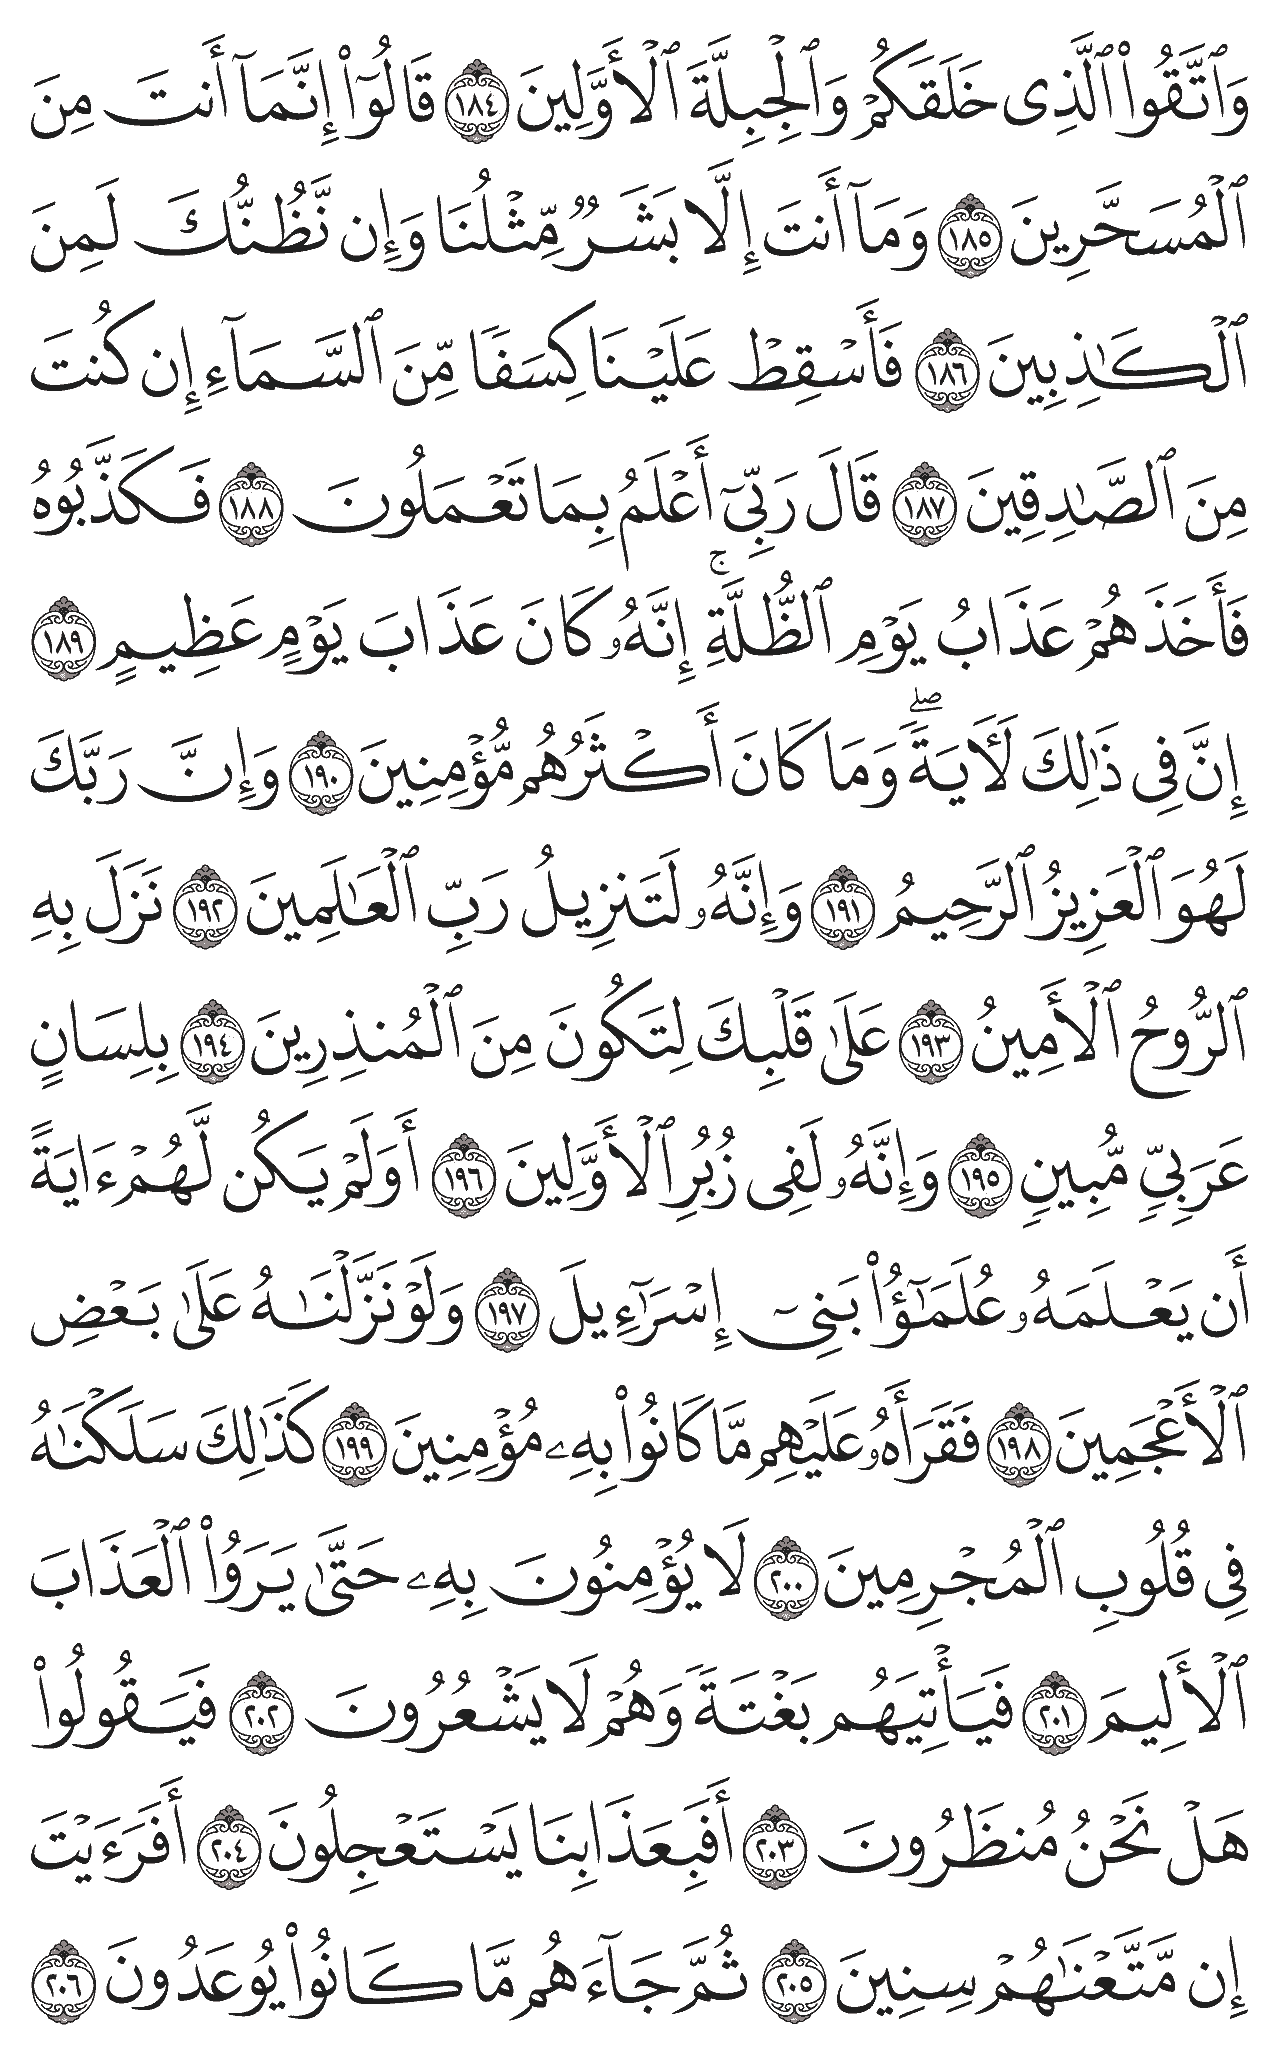 وَٱتَّقُوا۟ ٱلَّذِى خَلَقَكُمْ وَٱلْجِبِلَّةَ ٱلْأَوَّلِينَ ١٨٤ قَالُوٓا۟ إِنَّمَآ أَنتَ مِنَ
ٱلْمُسَحَّرِينَ ١٨٥ وَمَآ أَنتَ إِلَّا بَشَرٌ مِّثْلُنَا وَإِن نَّظُنُّكَ لَمِنَ
ٱلْكَـٰذِبِينَ ١٨٦ فَأَسْقِطْ عَلَيْنَا كِسَفًا مِّنَ ٱلسَّمَآءِ إِن كُنتَ
مِنَ ٱلصَّـٰدِقِينَ ١٨٧ قَالَ رَبِّىٓ أَعْلَمُ بِمَا تَعْمَلُونَ ١٨٨ فَكَذَّبُوهُ
فَأَخَذَهُمْ عَذَابُ يَوْمِ ٱلظُّلَّةِ ۚ إِنَّهُۥ كَانَ عَذَابَ يَوْمٍ عَظِيمٍ ١٨٩
إِنَّ فِى ذَٰلِكَ لَـَٔايَةً ۖ وَمَا كَانَ أَكْثَرُهُم مُّؤْمِنِينَ ١٩٠ وَإِنَّ رَبَّكَ
لَهُوَ ٱلْعَزِيزُ ٱلرَّحِيمُ ١٩١ وَإِنَّهُۥ لَتَنزِيلُ رَبِّ ٱلْعَـٰلَمِينَ ١٩٢ نَزَلَ بِهِ
ٱلرُّوحُ ٱلْأَمِينُ ١٩٣ عَلَىٰ قَلْبِكَ لِتَكُونَ مِنَ ٱلْمُنذِرِينَ ١٩٤ بِلِسَانٍ
عَرَبِىٍّ مُّبِينٍ ١٩٥ وَإِنَّهُۥ لَفِى زُبُرِ ٱلْأَوَّلِينَ ١٩٦ أَوَلَمْ يَكُن لَّهُمْ ءَايَةً
أَن يَعْلَمَهُۥ عُلَمَـٰٓؤُا۟ بَنِىٓ إِسْرَٰٓءِيلَ ١٩٧ وَلَوْ نَزَّلْنَـٰهُ عَلَىٰ بَعْضِ
ٱلْأَعْجَمِينَ ١٩٨ فَقَرَأَهُۥ عَلَيْهِم مَّا كَانُوا۟ بِهِۦ مُؤْمِنِينَ ١٩٩ كَذَٰلِكَ سَلَكْنَـٰهُ
فِى قُلُوبِ ٱلْمُجْرِمِينَ ٢٠٠ لَا يُؤْمِنُونَ بِهِۦ حَتَّىٰ يَرَوُا۟ ٱلْعَذَابَ
ٱلْأَلِيمَ ٢٠١ فَيَأْتِيَهُم بَغْتَةً وَهُمْ لَا يَشْعُرُونَ ٢٠٢ فَيَقُولُوا۟
هَلْ نَحْنُ مُنظَرُونَ ٢٠٣ أَفَبِعَذَابِنَا يَسْتَعْجِلُونَ ٢٠٤ أَفَرَءَيْتَ
إِن مَّتَّعْنَـٰهُمْ سِنِينَ ٢٠٥ ثُمَّ جَآءَهُم مَّا كَانُوا۟ يُوعَدُونَ ٢٠٦